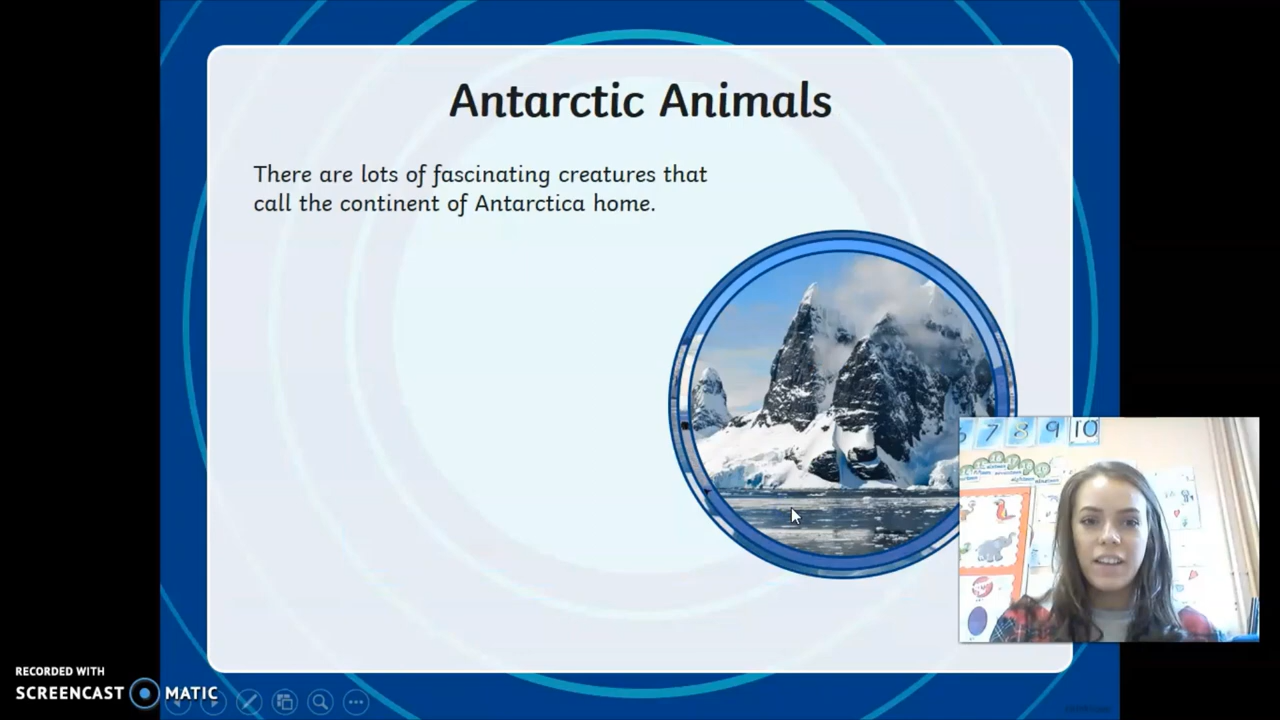 Antarctic Animals
There are lots of fascinating creatures that
call the continent of Antarctica home.
7 8 9 10
RECORDED WITH
SCREENCAST MATIC